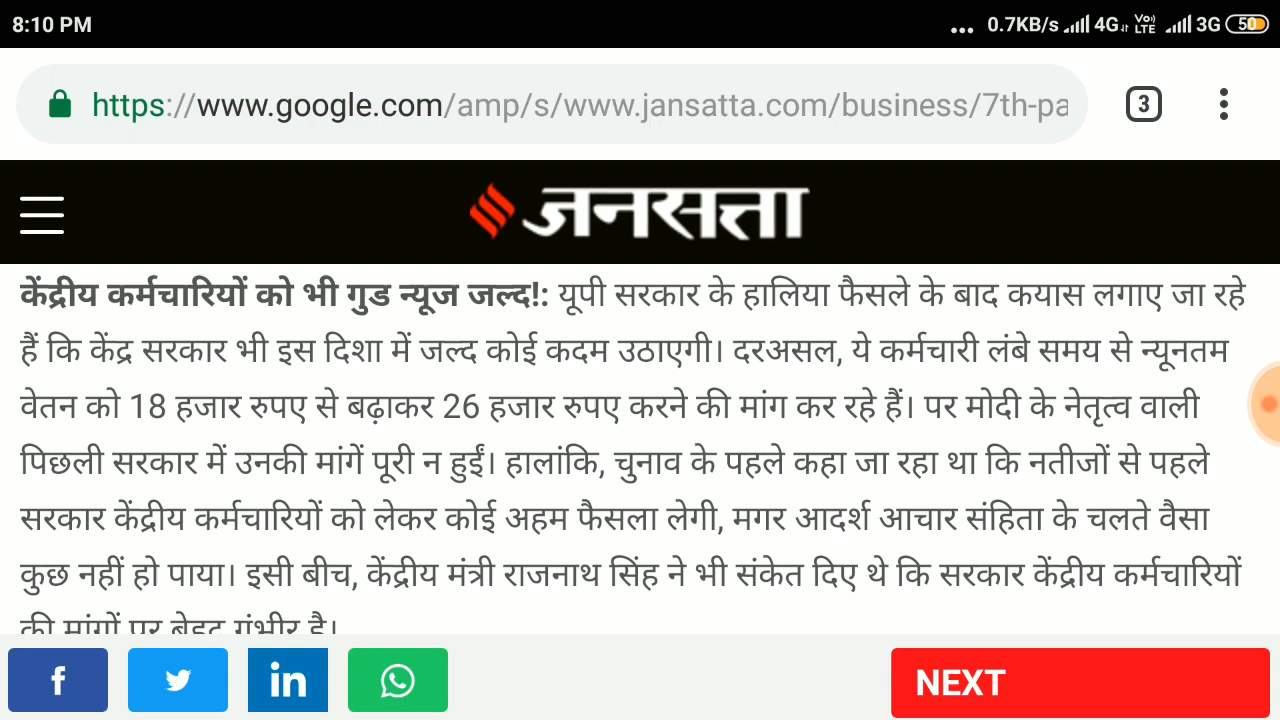 8:10 PM
... 0.7KB/s 4G VoLTE 3G 50
https://www.google.com/amp/s/www.jansatta.com/business/7th-pa
3
जनसत्ता
केंद्रीय कर्मचारियों को भी गुड न्यूज जल्द!: यूपी सरकार के हालिया फैसले के बाद कयास लगाए जा रहे
हैं कि केंद्र सरकार भी इस दिशा में जल्द कोई कदम उठाएगी। दरअसल, ये कर्मचारी लंबे समय से न्यूनतम
वेतन को 18 हजार रुपए से बढ़ाकर 26 हजार रुपए करने की मांग कर रहे हैं। पर मोदी के नेतृत्व वाली
पिछली सरकार में उनकी मांगें पूरी न हुईं। हालांकि, चुनाव के पहले कहा जा रहा था कि नतीजों से पहले
सरकार केंद्रीय कर्मचारियों को लेकर कोई अहम फैसला लेगी, मगर आदर्श आचार संहिता के चलते वैसा
कुछ नहीं हो पाया। इसी बीच, केंद्रीय मंत्री राजनाथ सिंह ने भी संकेत दिए थे कि सरकार केंद्रीय कर्मचारियों
की मांगों पर बेहद गंभीर है।
f in NEXT